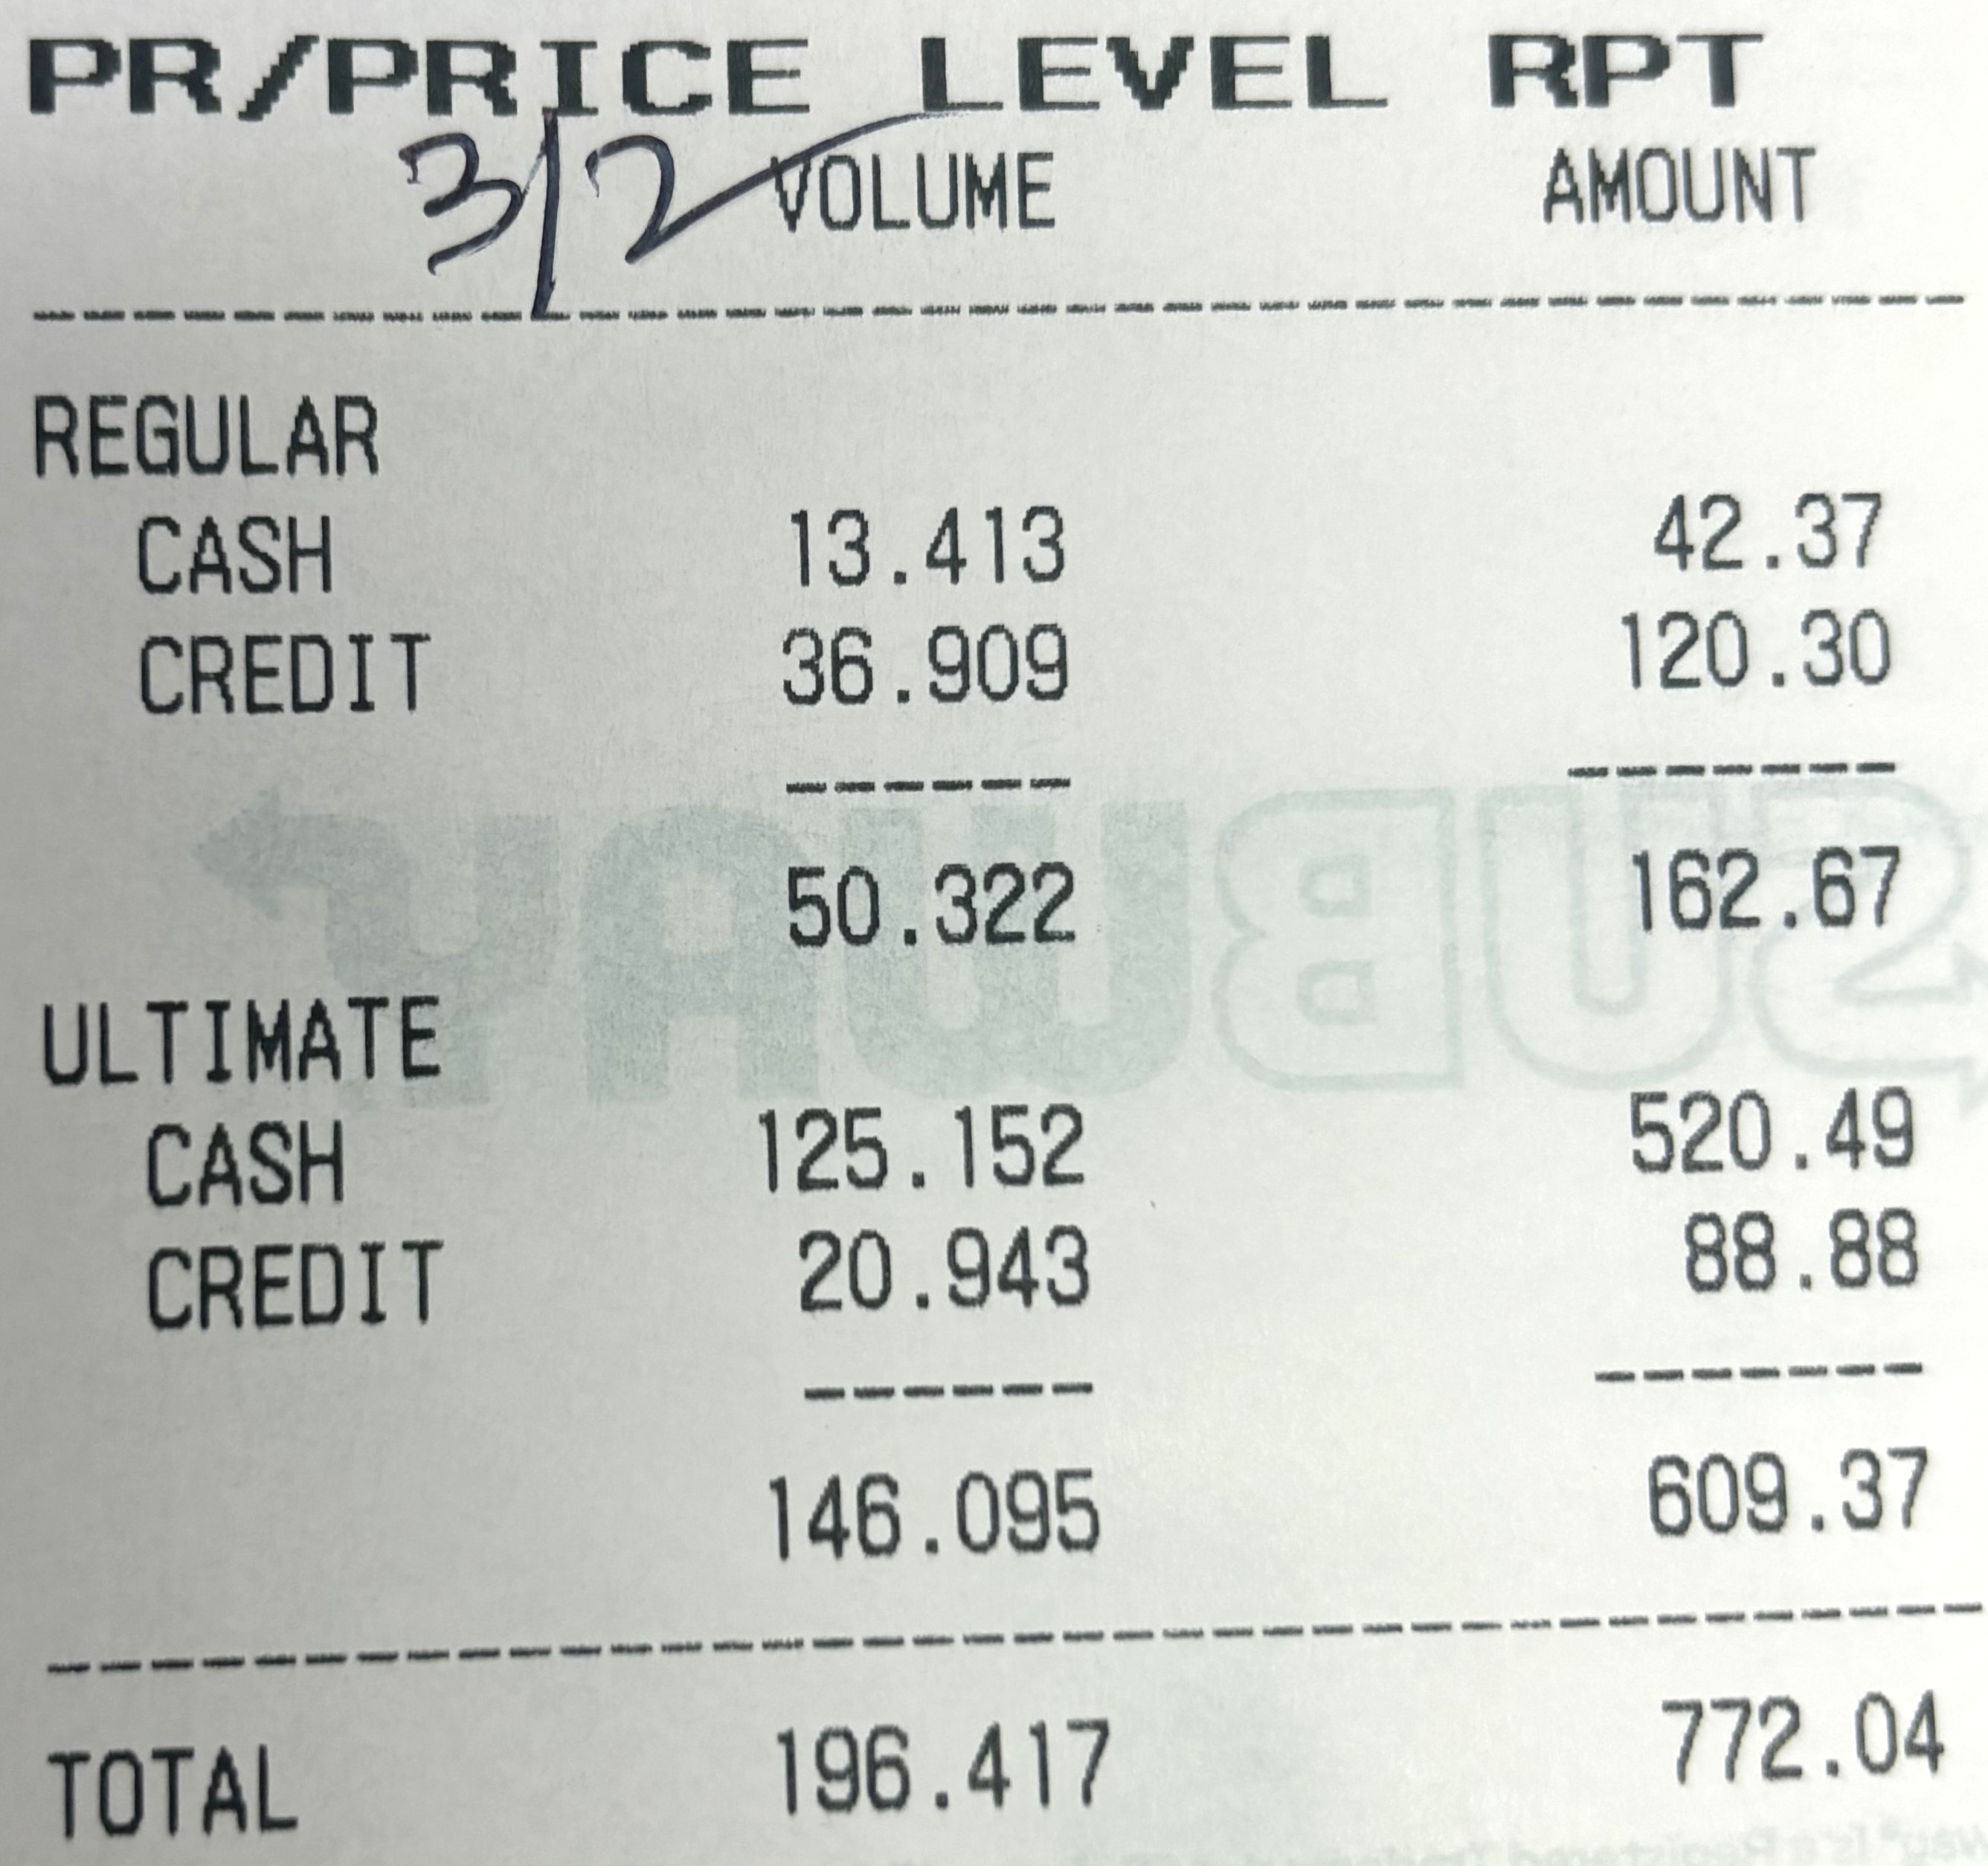 PR/PRICE LEVEL RPT
3/2 VOLUME AMOUNT
REGULAR
CASH 13.413 42.37
CREDIT 36.909 120.30
50.322 162.67
ULTIMATE
CASH 125.152 520.49
CREDIT 20.943 88.88
146.095 609.37
TOTAL 196.417 772.04
SUBWAY
is a Registered